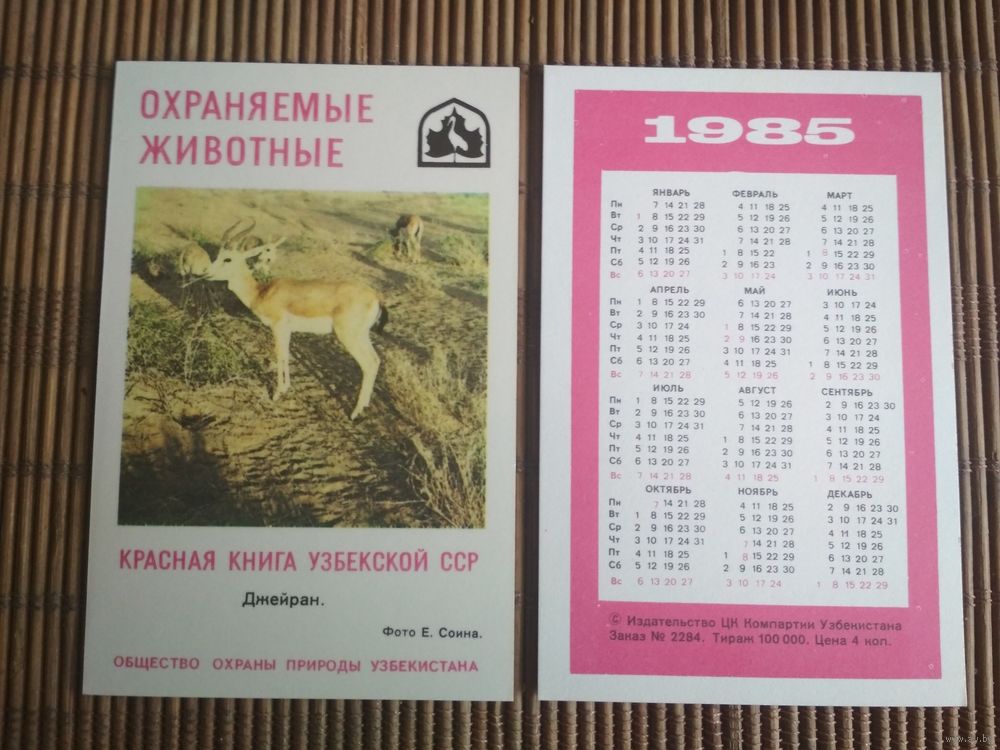 ОХРАНЯЕМЫЕ
ЖИВОТНЫЕ
КРАСНАЯ КНИГА УЗБЕКСКОЙ ССР
Джейран.
Фото Е. Соина.
ОБЩЕСТВО ОХРАНЫ ПРИРОДЫ УЗБЕКИСТАНА
1985
ЯНВАРЬ ФЕВРАЛЬ МАРТ
Пн 7 14 21 28 4 11 18 25 4 11 18 25
Вт 1 8 15 22 29 5 12 19 26 5 12 19 26
Ср 2 9 16 23 30 6 13 20 27 6 13 20 27
Чт 3 10 17 24 31 7 14 21 28 7 14 21 28
Пт 4 11 18 25 1 8 15 22 1 8 15 22 29
Сб 5 12 19 26 2 9 16 23 2 9 16 23 30
Вс 6 13 20 27 3 10 17 24 3 10 17 24 31
АПРЕЛЬ МАЙ ИЮНЬ
Пн 1 8 15 22 29 6 13 20 27 3 10 17 24
Вт 2 9 16 23 30 7 14 21 28 4 11 18 25
Ср 3 10 17 24 1 8 15 22 29 5 12 19 26
Чт 4 11 18 25 2 9 16 23 30 6 13 20 27
Пт 5 12 19 26 3 10 17 24 31 7 14 21 28
Сб 6 13 20 27 4 11 18 25 1 8 15 22 29
Вс 7 14 21 28 5 12 19 26 2 9 16 23 30
ИЮЛЬ АВГУСТ СЕНТЯБРЬ
Пн 1 8 15 22 29 5 12 19 26 2 9 16 23 30
Вт 2 9 16 23 30 6 13 20 27 3 10 17 24
Ср 3 10 17 24 31 7 14 21 28 4 11 18 25
Чт 4 11 18 25 1 8 15 22 29 5 12 19 26
Пт 5 12 19 26 2 9 16 23 30 6 13 20 27
Сб 6 13 20 27 3 10 17 24 31 7 14 21 28
Вс 7 14 21 28 4 11 18 25 1 8 15 22 29
ОКТЯБРЬ НОЯБРЬ ДЕКАБРЬ
Пн 7 14 21 28 4 11 18 25 2 9 16 23 30
Вт 1 8 15 22 29 5 12 19 26 3 10 17 24 31
Ср 2 9 16 23 30 6 13 20 27 4 11 18 25
Чт 3 10 17 24 31 7 14 21 28 5 12 19 26
Пт 4 11 18 25 1 8 15 22 29 6 13 20 27
Сб 5 12 19 26 2 9 16 23 30 7 14 21 28
Вс 6 13 20 27 3 10 17 24 1 8 15 22 29
© Издательство ЦК Компартии Узбекистана
Заказ № 2284. Тираж 100 000. Цена 4 коп.
www.ay.by